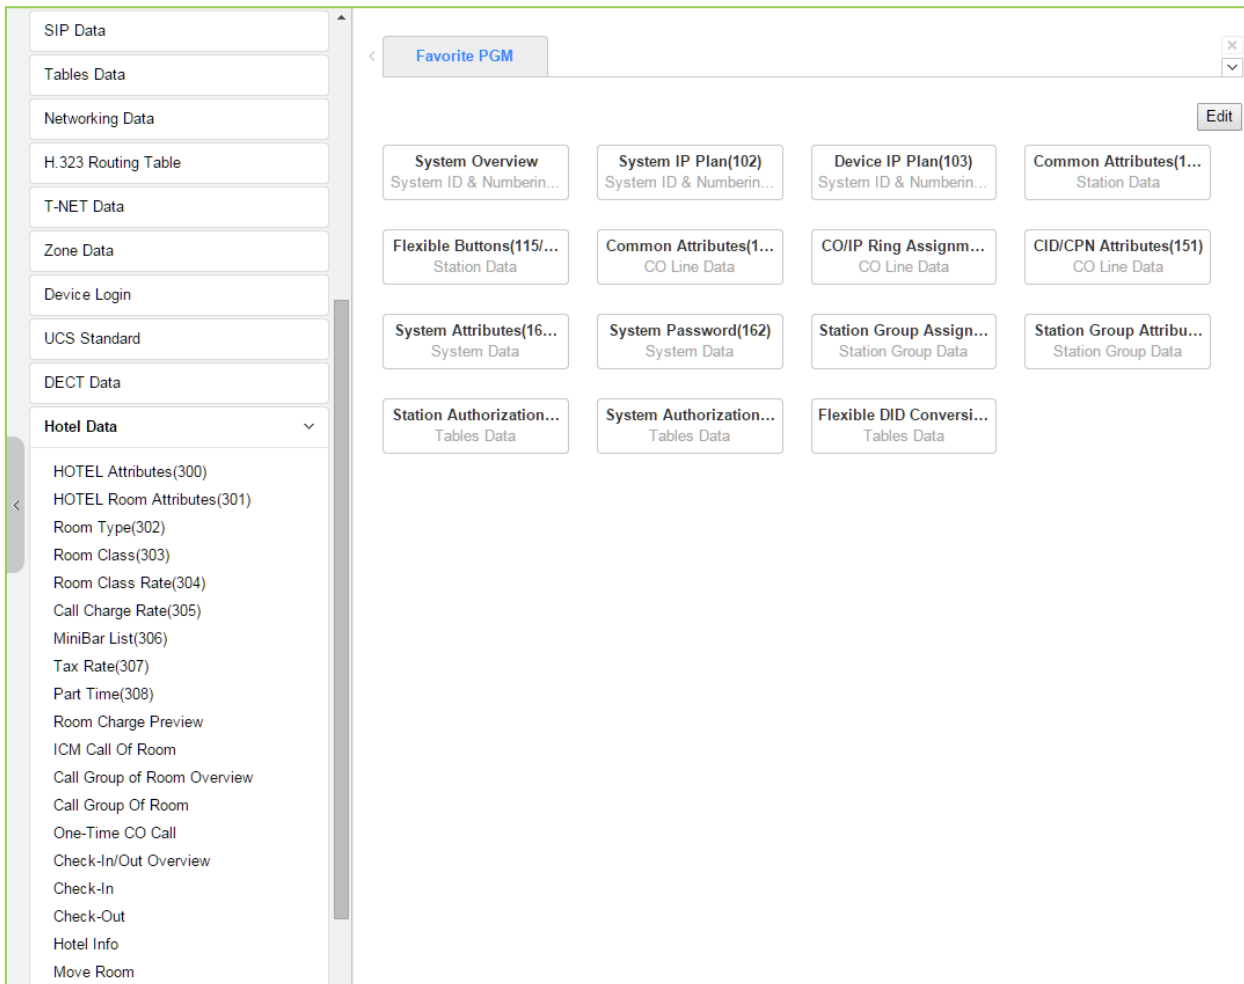 SIP Data
Tables Data
Networking Data
H.323 Routing Table
T-NET Data
Zone Data
Device Login
UCS Standard
DECT Data
Hotel Data
HOTEL Attributes(300)
HOTEL Room Attributes(301)
Room Type(302)
Room Class(303)
Room Class Rate(304)
Call Charge Rate(305)
MiniBar List(306)
Tax Rate(307)
Part Time(308)
Room Charge Preview
ICM Call Of Room
Call Group of Room Overview
Call Group Of Room
One-Time CO Call
Check-In/Out Overview
Check-In
Check-Out
Hotel Info
Move Room
Favorite PGM
Edit
System Overview
System ID & Numberin...
System IP Plan(102)
System ID & Numberin...
Device IP Plan(103)
System ID & Numberin...
Common Attributes(1...
Station Data
Flexible Buttons(115/...
Station Data
Common Attributes(1...
CO Line Data
CO/IP Ring Assignm...
CO Line Data
CID/CPN Attributes(151)
CO Line Data
System Attributes(16...
System Data
System Password(162)
System Data
Station Group Assign...
Station Group Data
Station Group Attribu...
Station Group Data
Station Authorization...
Tables Data
System Authorization...
Tables Data
Flexible DID Conversi...
Tables Data